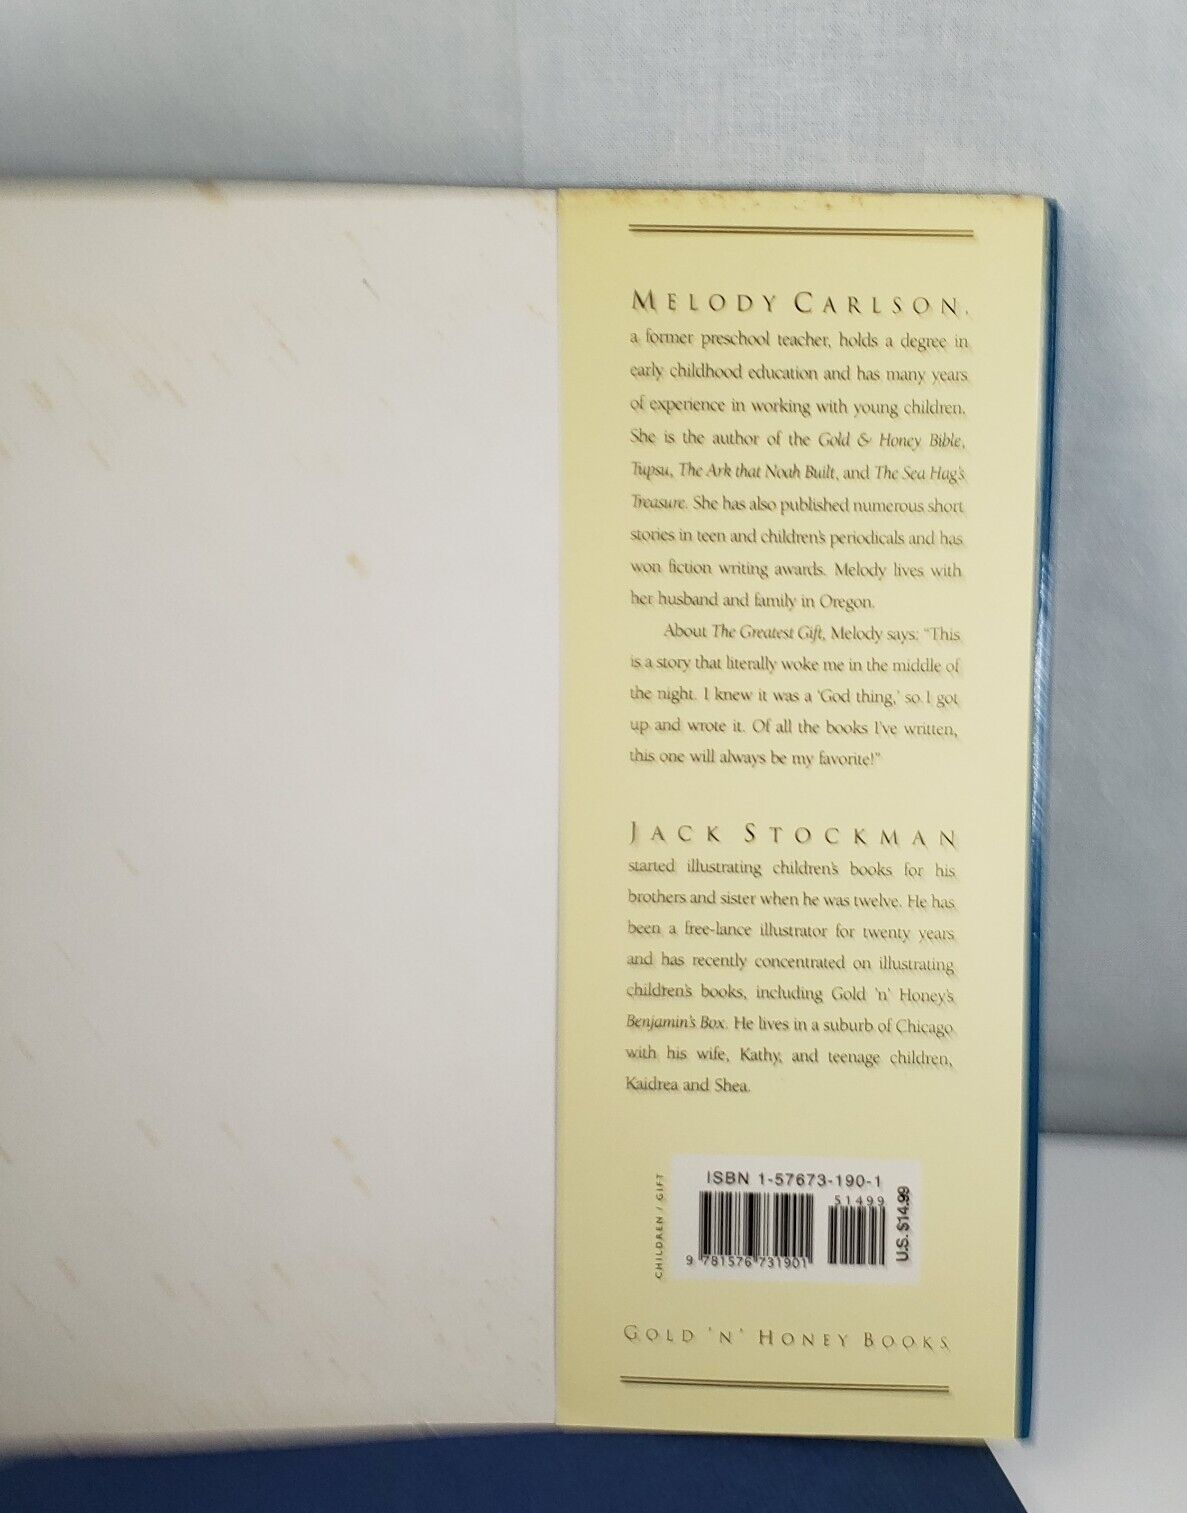 MELODY CARLSON,
a former preschool teacher, holds a degree in
early childhood education and has many years
of experience in working with young children.
She is the author of the Gold & Honey Bible,
Tupsu, The Ark that Noah Built, and The Sea Hag's
Treasure. She has also published numerous short
stories in teen and children's periodicals and has
won fiction writing awards. Melody lives with
her husband and family in Oregon.
About The Greatest Gift, Melody says: “This
is a story that literally woke me in the middle of
the night. I knew it was a ‘God thing,’ so I got
up and wrote it. Of all the books I've written,
this one will always be my favorite!”
JACK STOCKMAN
started illustrating children's books for his
brothers and sister when he was twelve. He has
been a free-lance illustrator for twenty years
and has recently concentrated on illustrating
children's books, including Gold 'n' Honey's
Benjamin's Box. He lives in a suburb of Chicago
with his wife, Kathy, and teenage children,
Kaidrea and Shea.
CHILDREN / GIFT
ISBN 1-57673-190-1
51499
U.S. $14.99
9 781576 731901
GOLD 'N' HONEY BOOKS